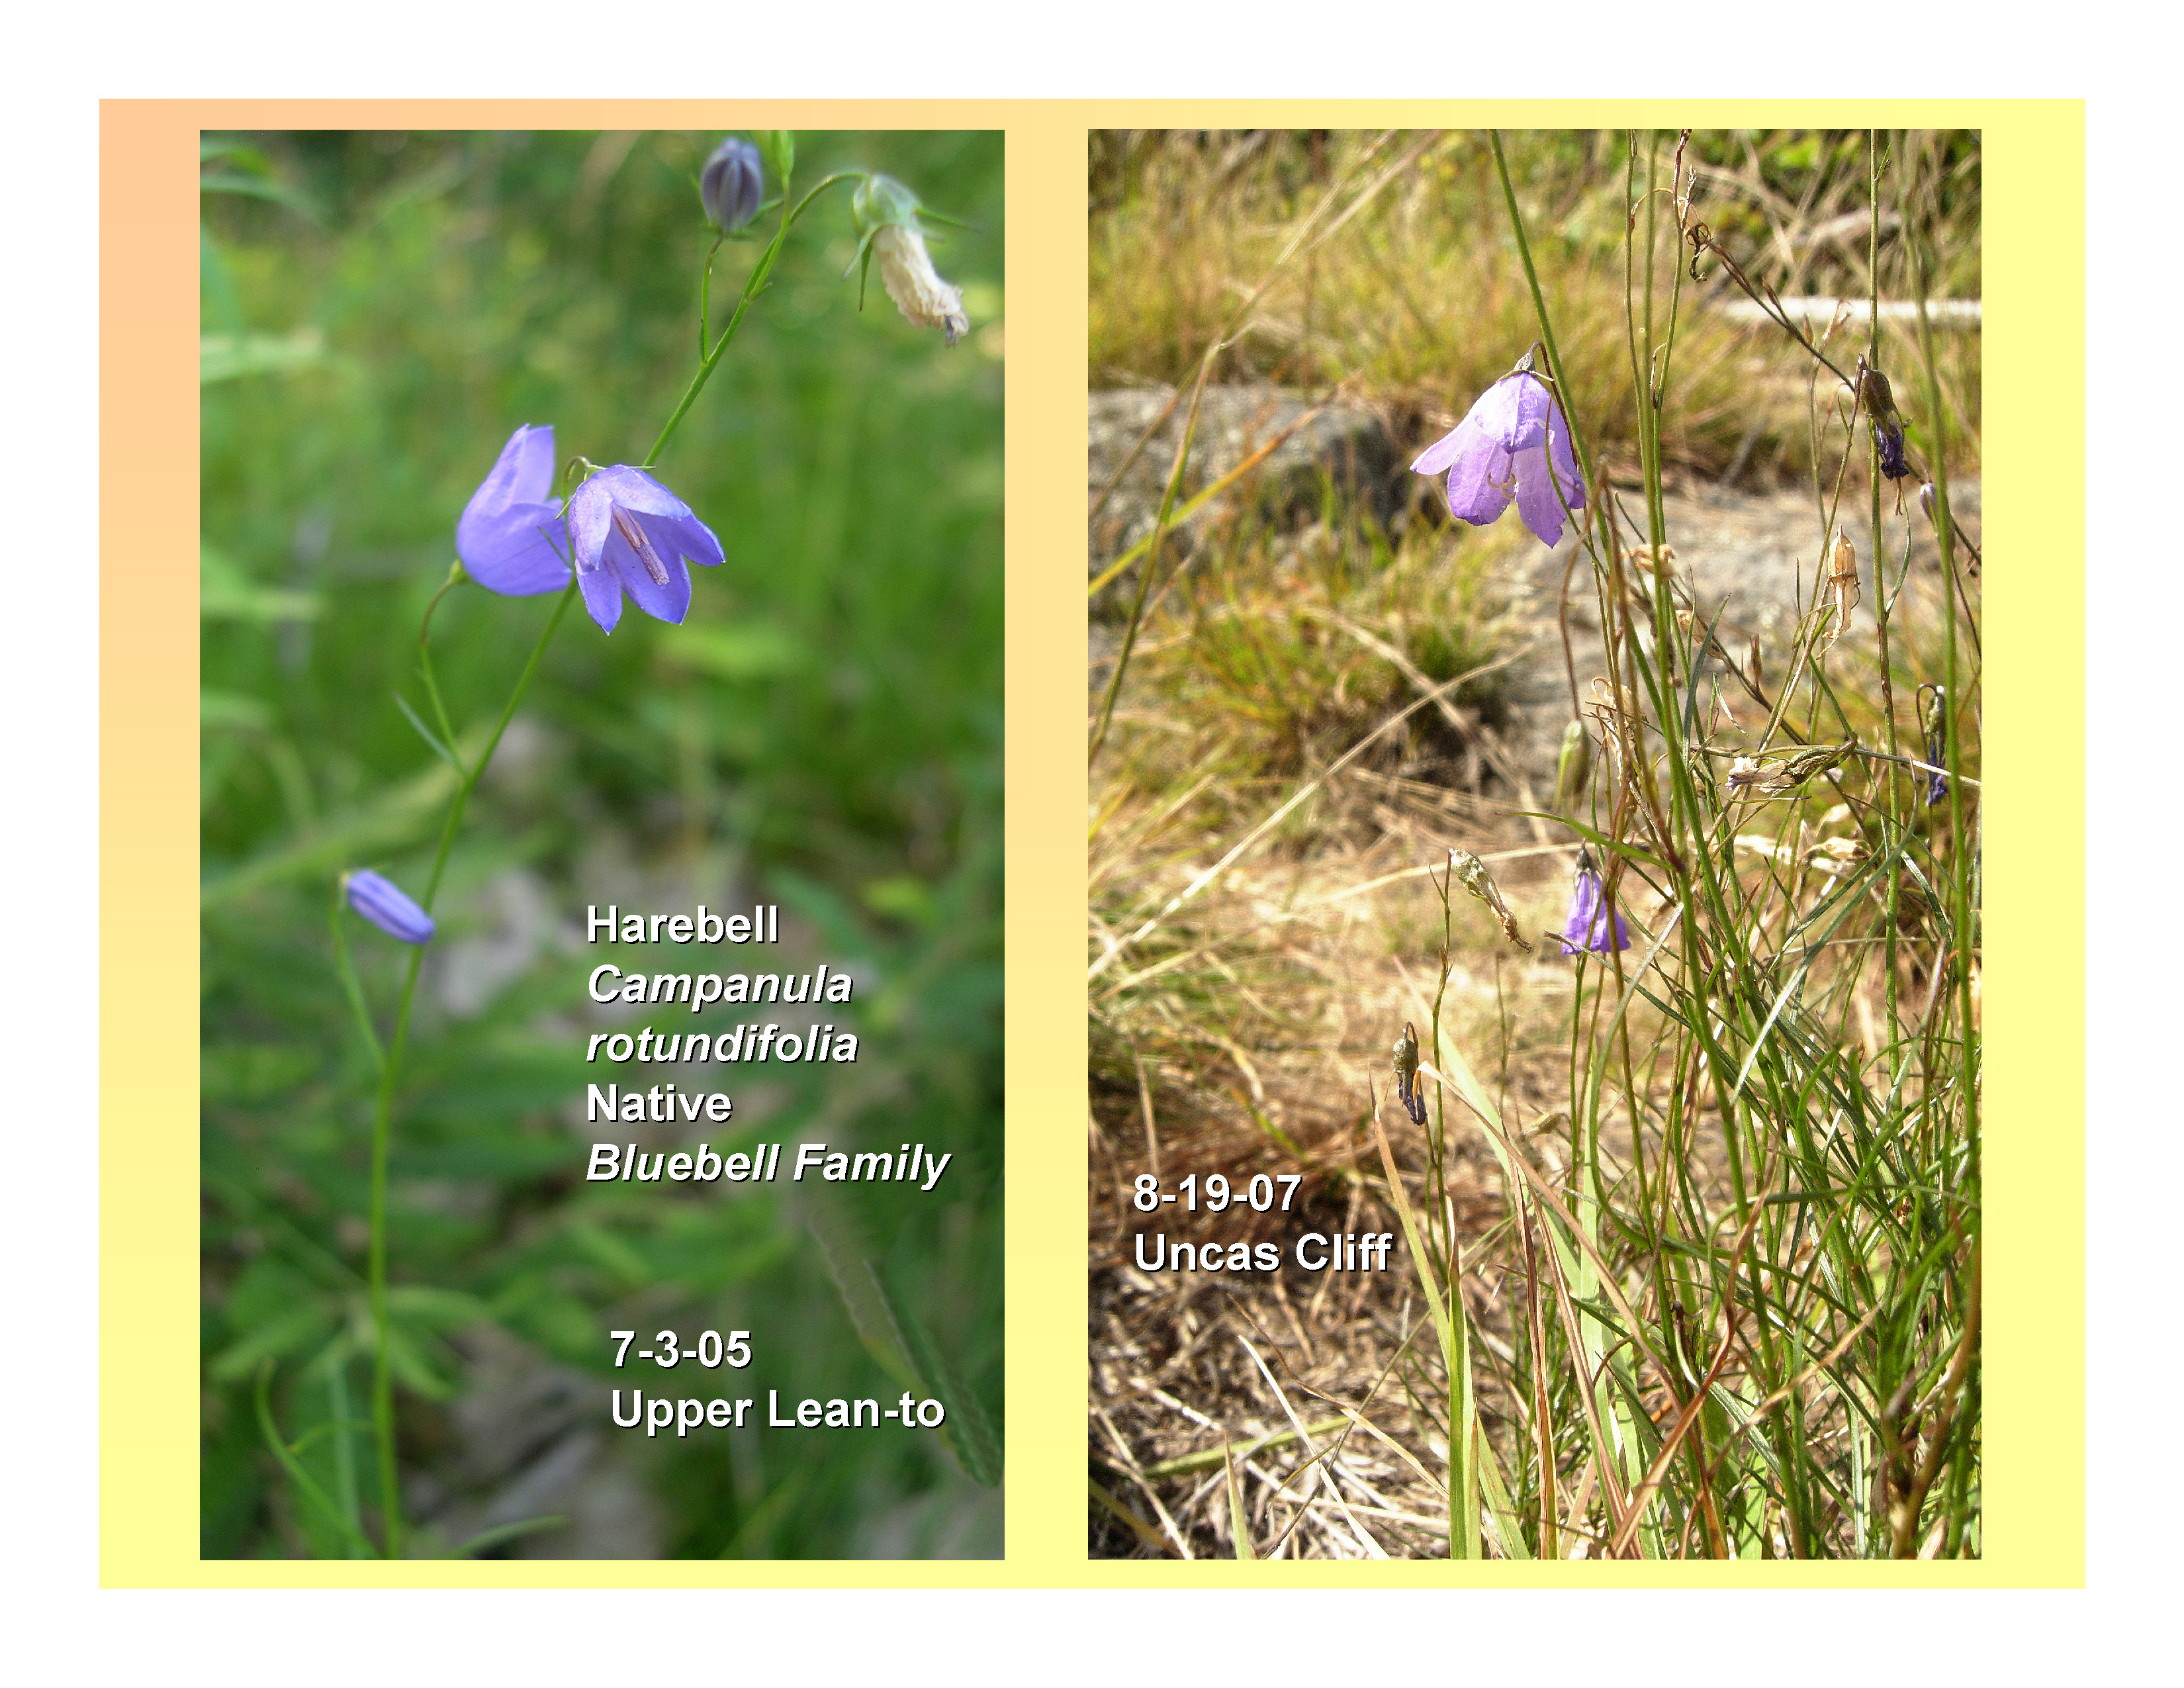 Harebell
Campanula
rotundifolia
Native
Bluebell Family
7-3-05
Upper Lean-to
8-19-07
Uncas Cliff